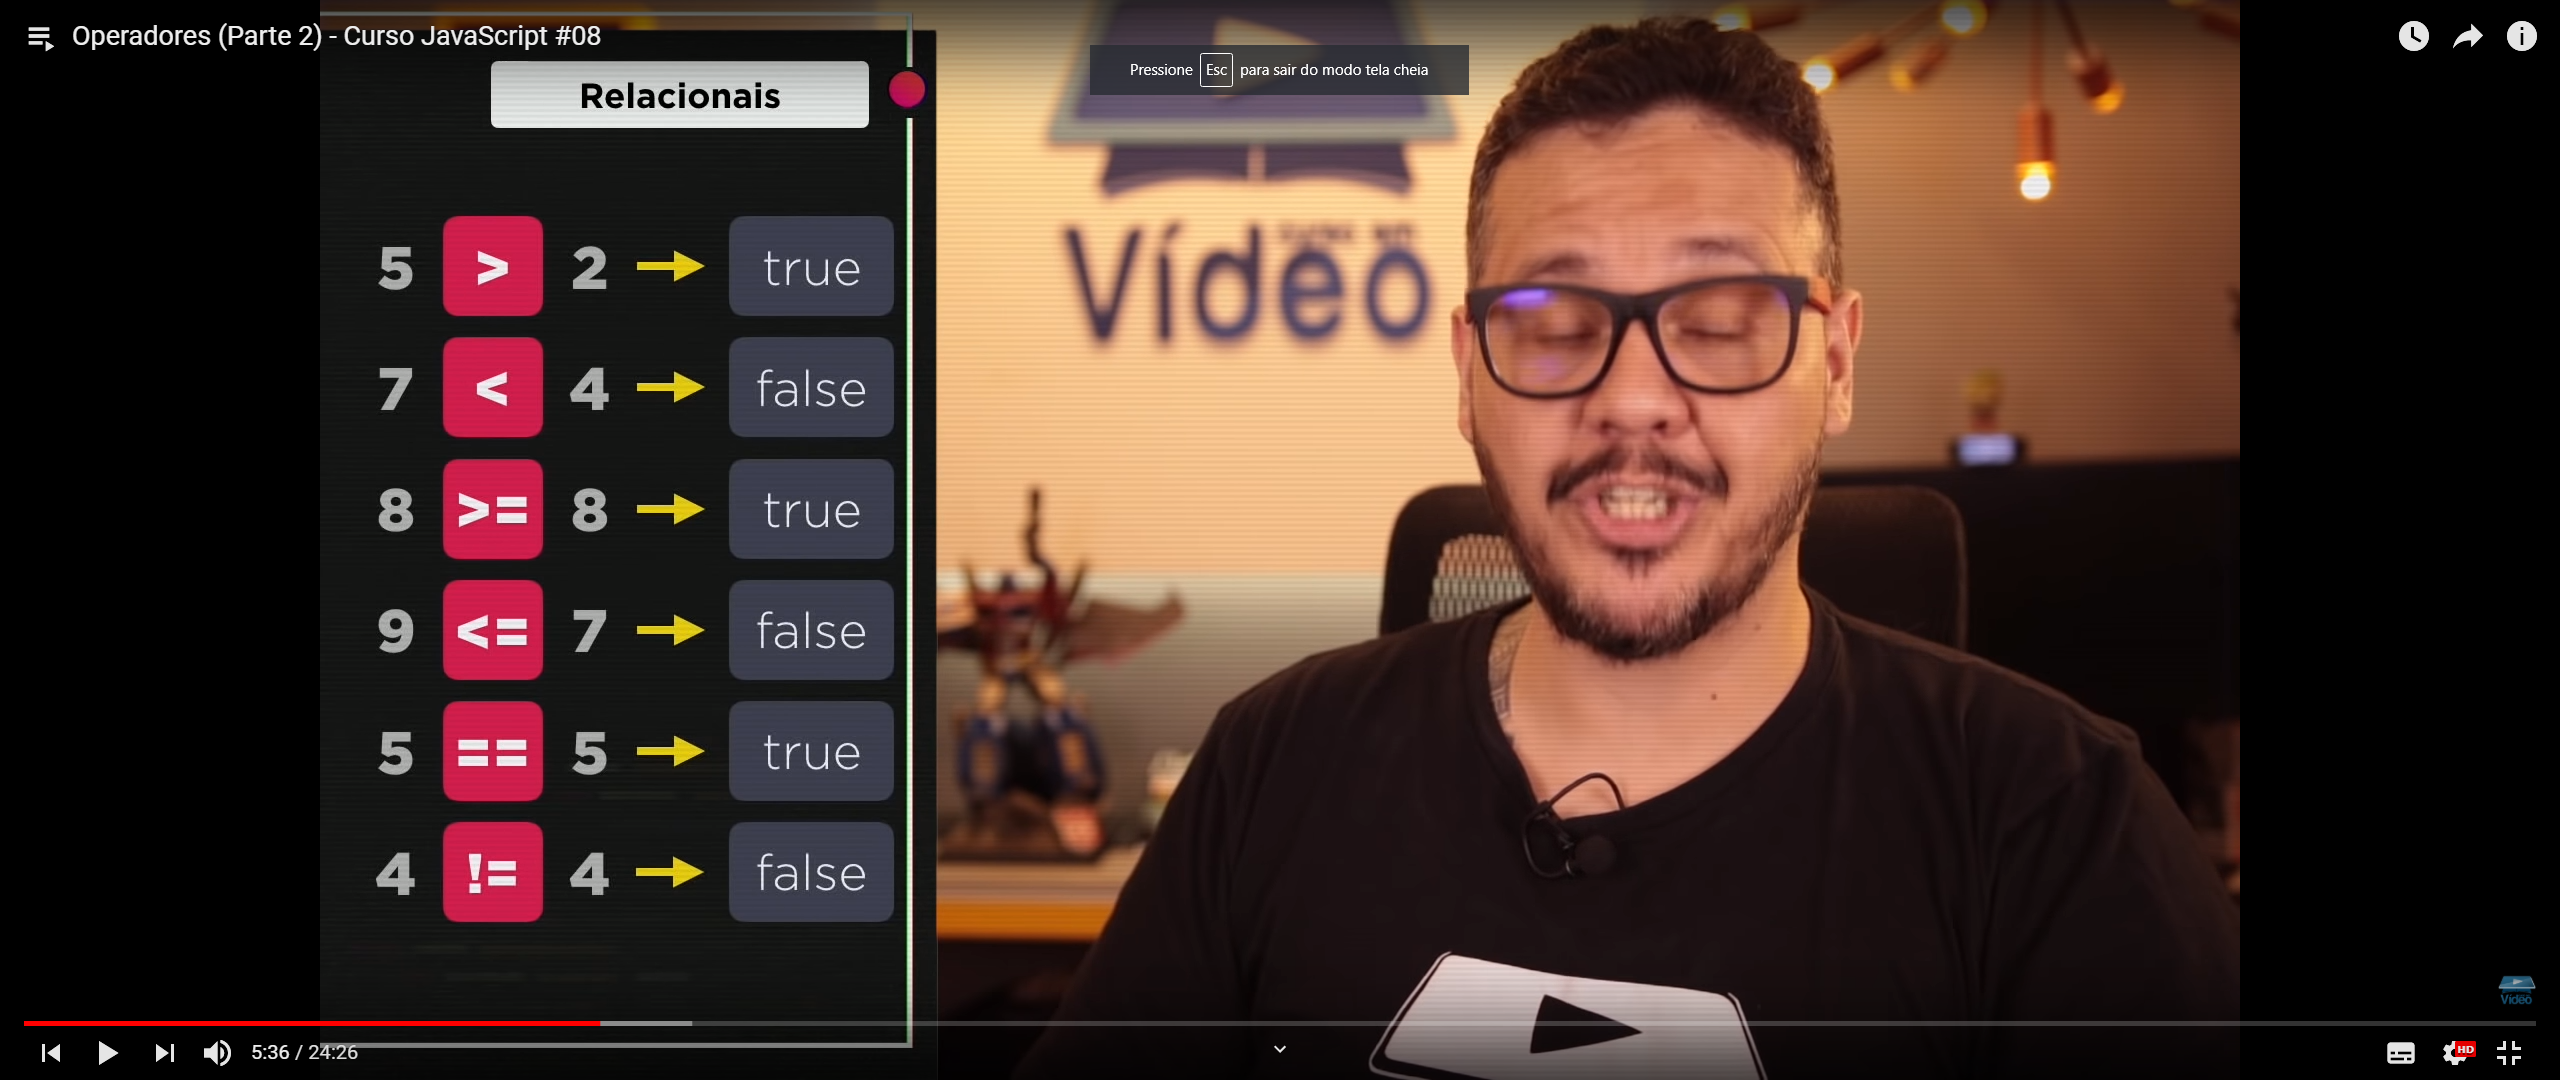 Operadores (Parte 2) - Curso JavaScript #08
Pressione Esc para sair do modo tela cheia
Relacionais
5 > 2 → true
7 < 4 → false
8 >= 8 → true
9 <= 7 → false
5 == 5 → true
4 != 4 → false
Vídeo
Vídeo
5:36 / 24:26
HD